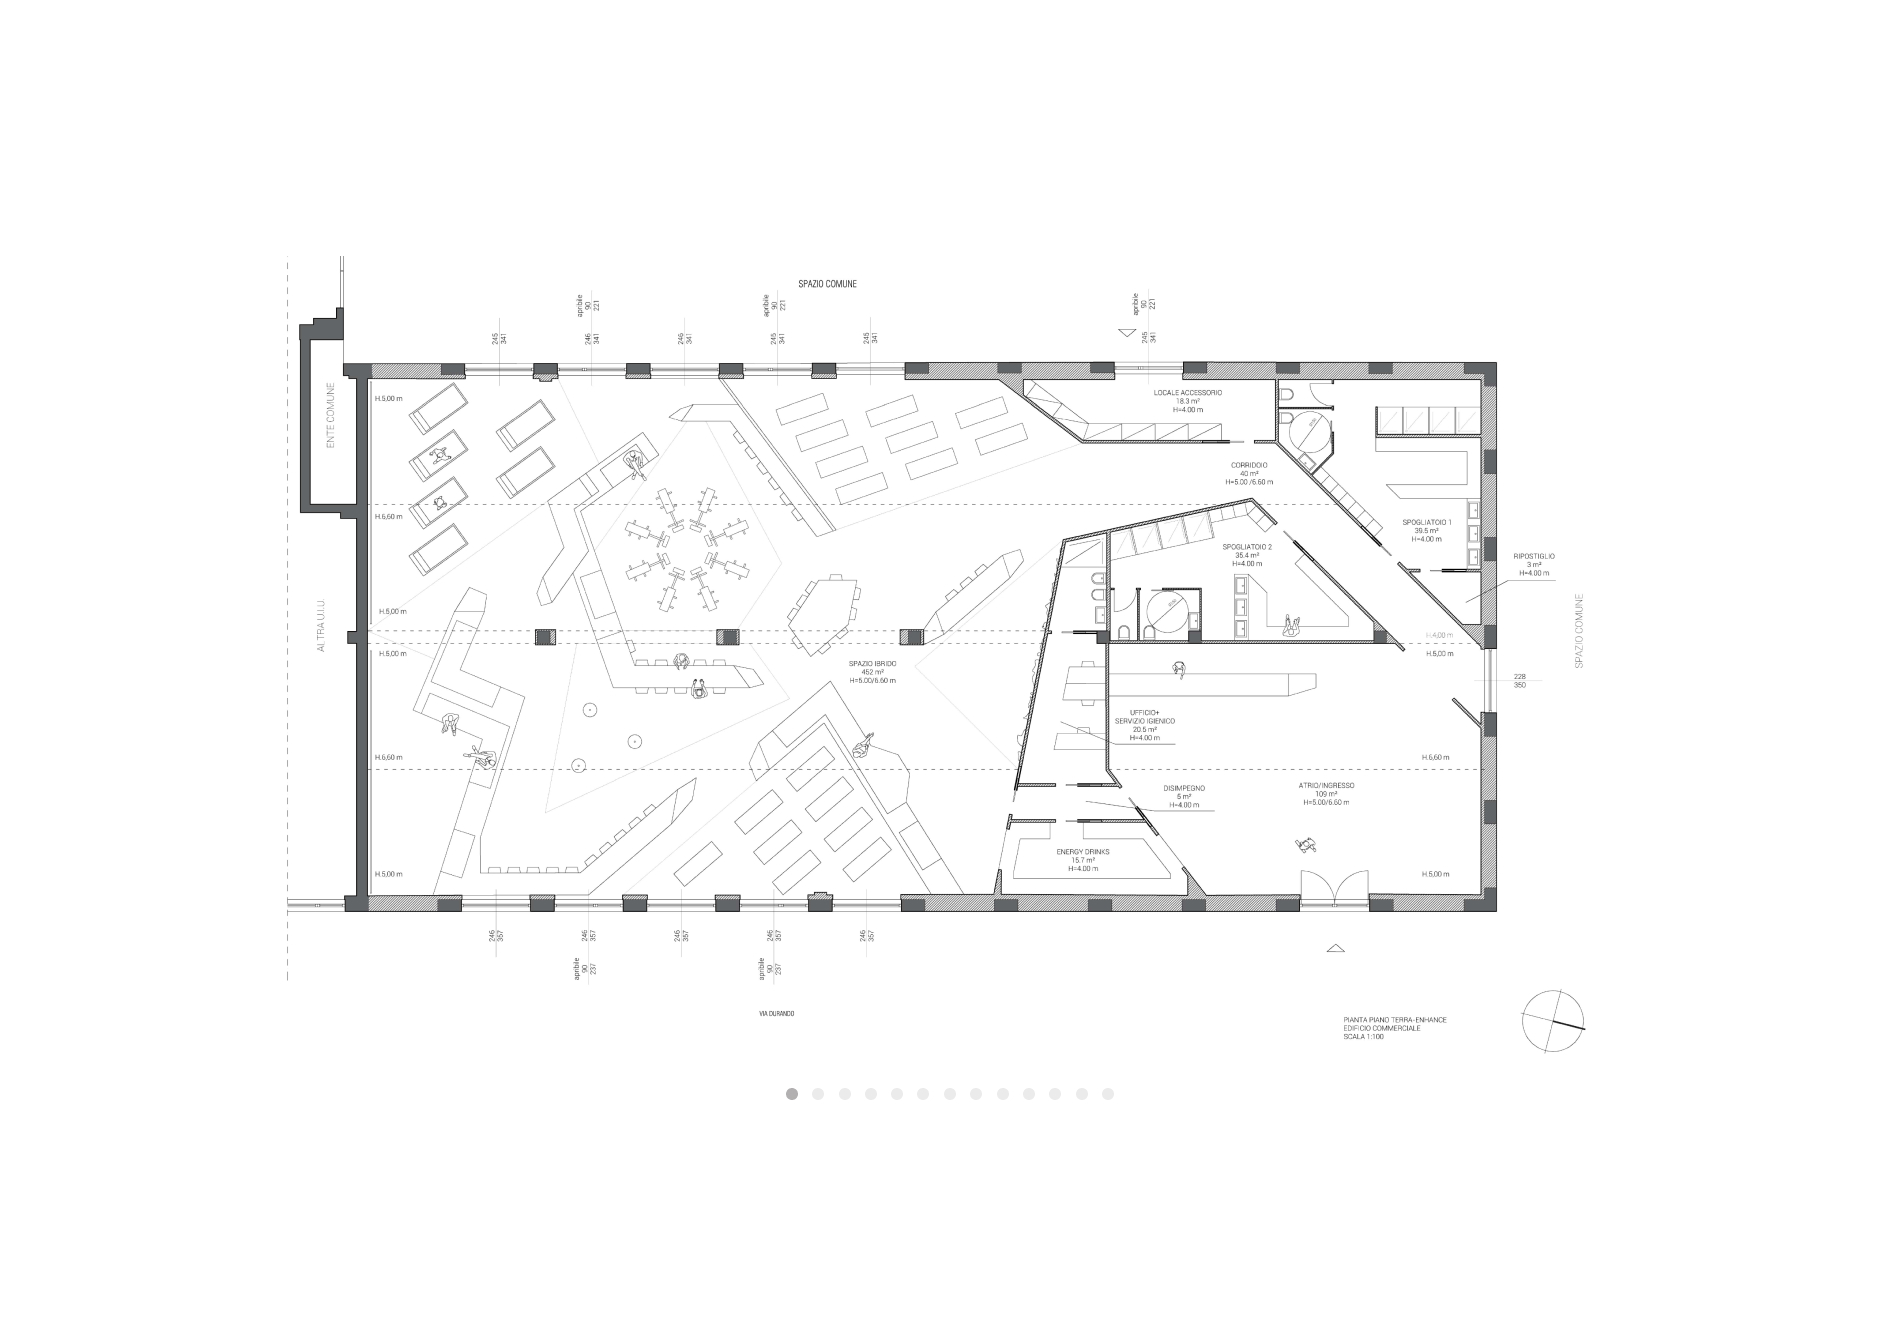 SPAZIO COMUNE
apribile
90
221
apribile
90
221
apribile
90
221
245
341
246
341
246
341
245
341
245
341
245
341
ENTE COMUNE
ALTRA U.I.U.
SPAZIO COMUNE
H.5,00 m
H.6,60 m
H.5,00 m
H.5,00 m
H.6,60 m
H.5,00 m
LOCALE ACCESSORIO
18.3 m²
H=4.00 m
CORRIDOIO
40 m²
H=5.00 /6.60 m
SPOGLIATOIO 1
39.5 m²
H=4.00 m
SPOGLIATOIO 2
35.4 m²
H=4.00 m
RIPOSTIGLIO
3 m²
H=4.00 m
H.4,00 m
H.5,00 m
SPAZIO IBRIDO
452 m²
H=5.00/6.60 m
228
350
UFFICIO+
SERVIZIO IGIENICO
20.5 m²
H=4.00 m
H.6,60 m
DISIMPEGNO
5 m²
H=4.00 m
ATRIO/INGRESSO
109 m²
H=5.00/6.60 m
ENERGY DRINKS
15.7 m²
H=4.00 m
H.5,00 m
246
357
246
357
246
357
246
357
246
357
apribile
90
237
apribile
90
237
VIA DURANDO
PIANTA PIANO TERRA-ENHANCE
EDIFICIO COMMERCIALE
SCALA 1:100